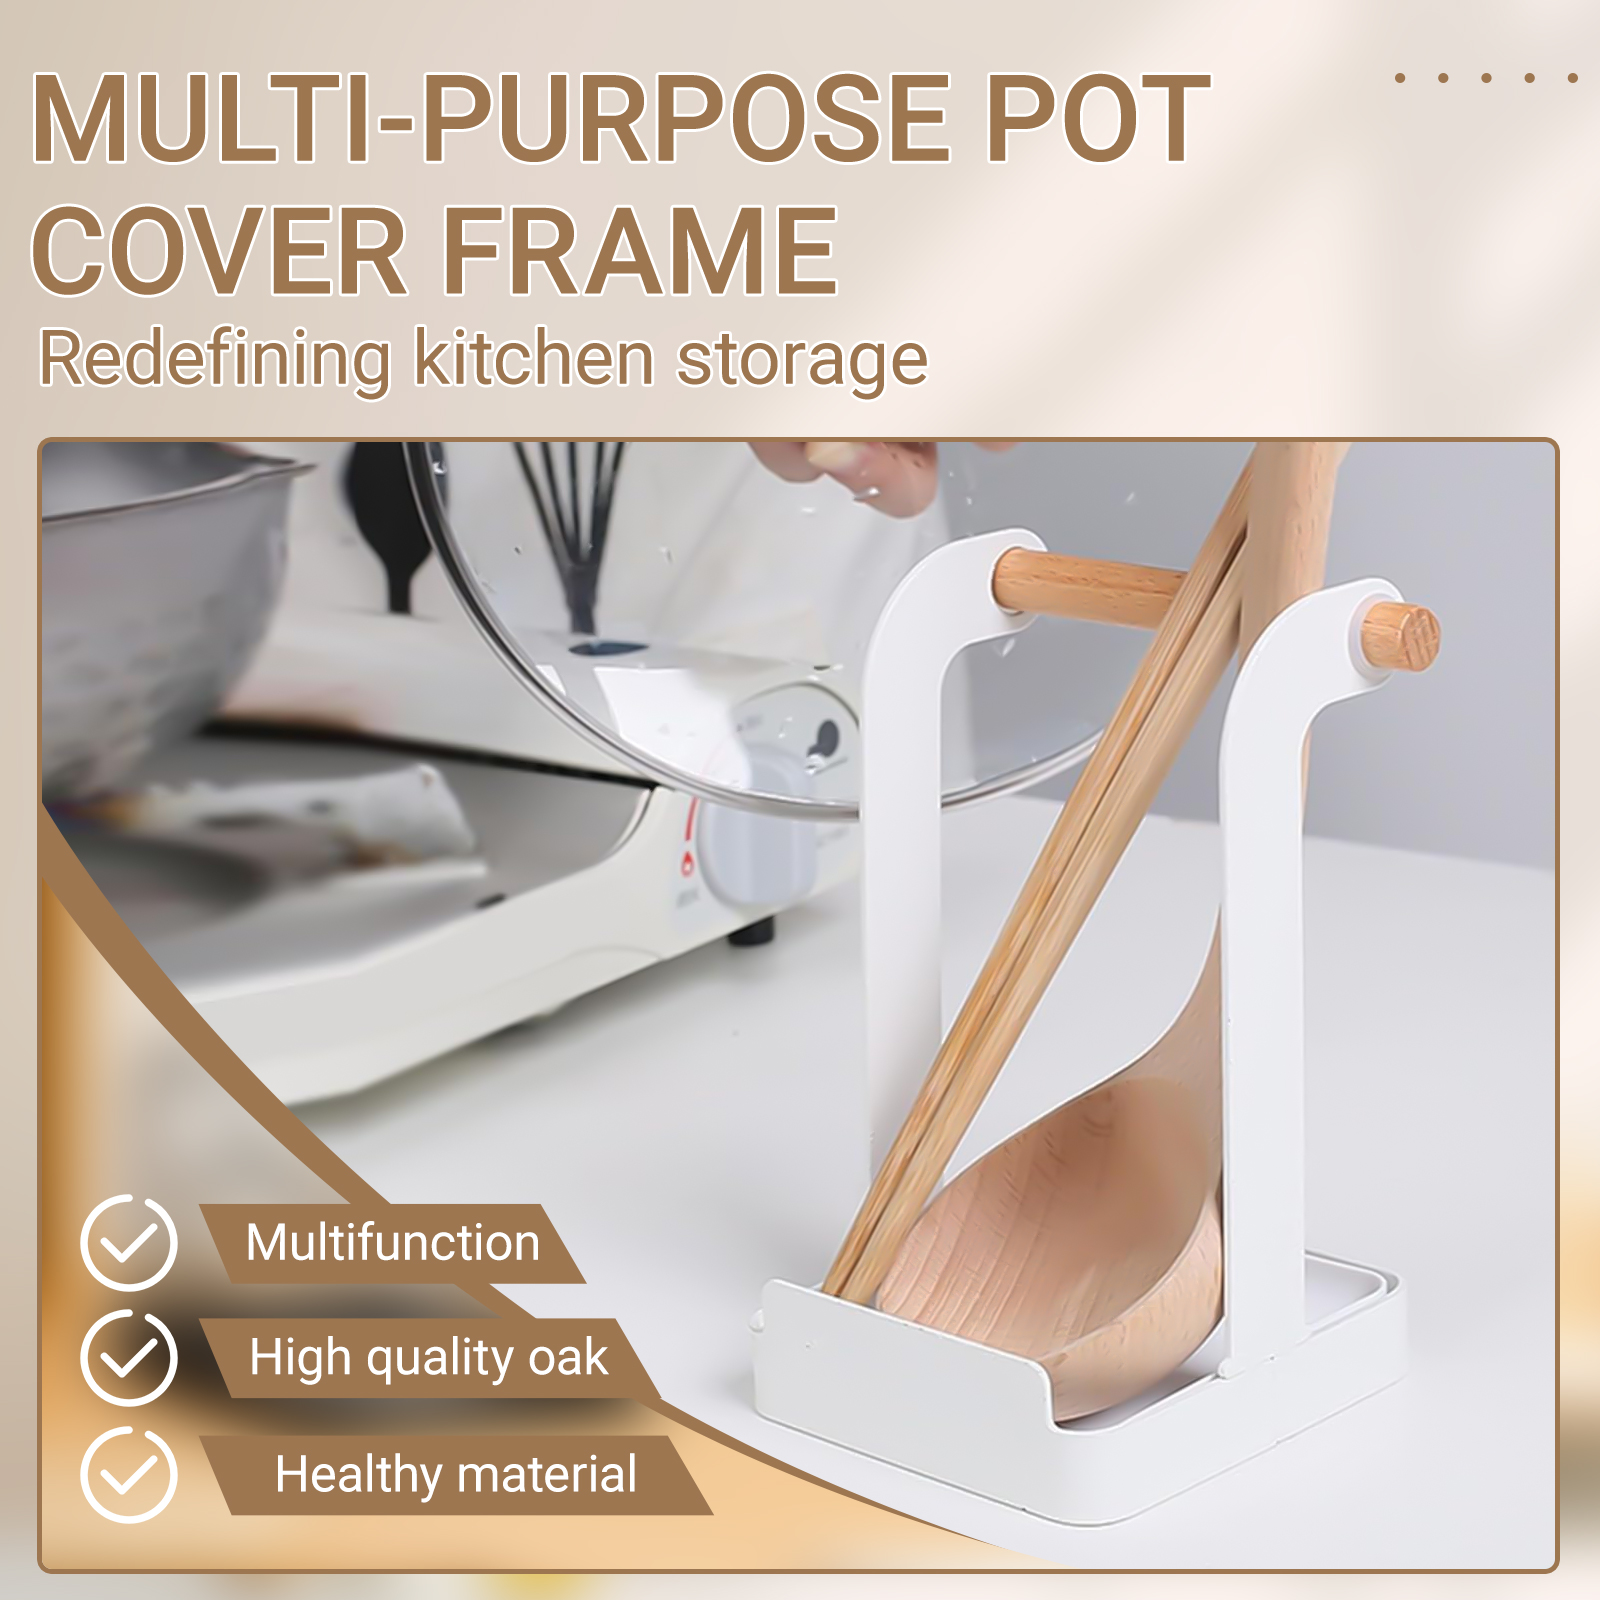 MULTI-PURPOSE POT
COVER FRAME
Redefining kitchen storage
Multifunction
High quality oak
Healthy material